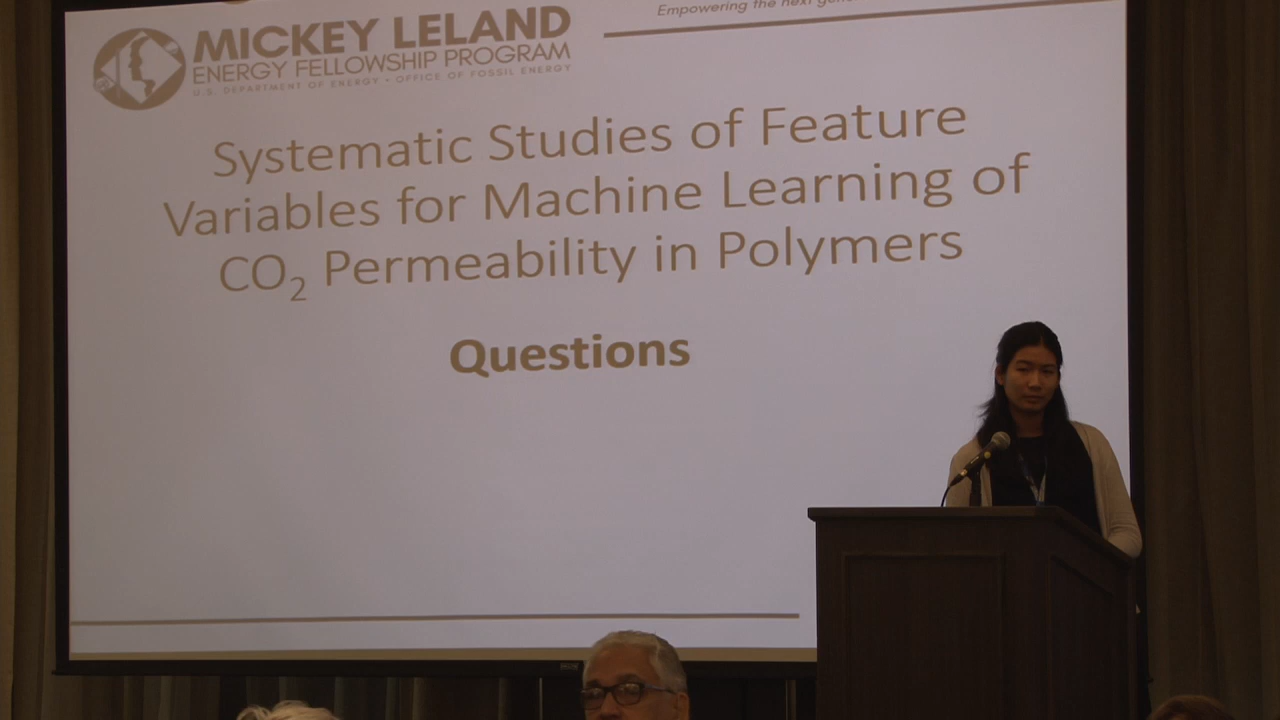 MICKEY LELAND
ENERGY FELLOWSHIP PROGRAM
U.S. DEPARTMENT OF ENERGY • OFFICE OF FOSSIL ENERGY
Empowering the next
Systematic Studies of Feature
Variables for Machine Learning of
CO₂ Permeability in Polymers
Questions